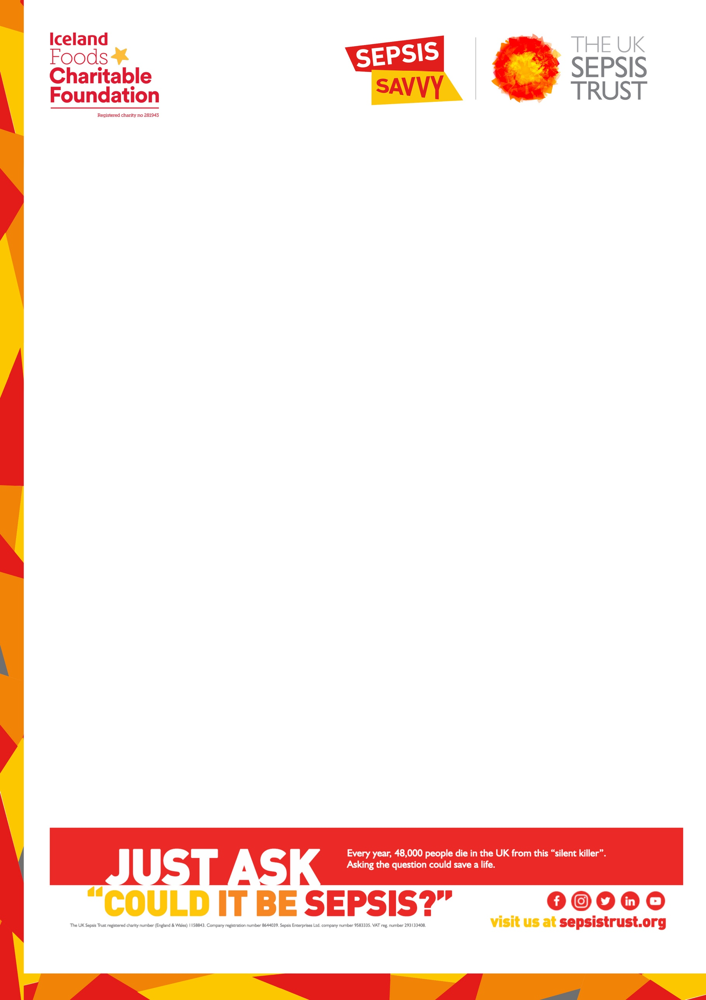 Iceland
Foods
Charitable
Foundation
Registered charity no 281943
SEPSIS
SAVVY
THE UK
SEPSIS
TRUST
JUST ASK
Every year, 48,000 people die in the UK from this “silent killer”.
Asking the question could save a life.
“COULD IT BE SEPSIS?”
The UK Sepsis Trust registered charity number (England & Wales) 1158843. Company registration number 8644039. Sepsis Enterprises Ltd. company number 9583335. VAT reg. number 293133408.
f
in
visit us at sepsistrust.org